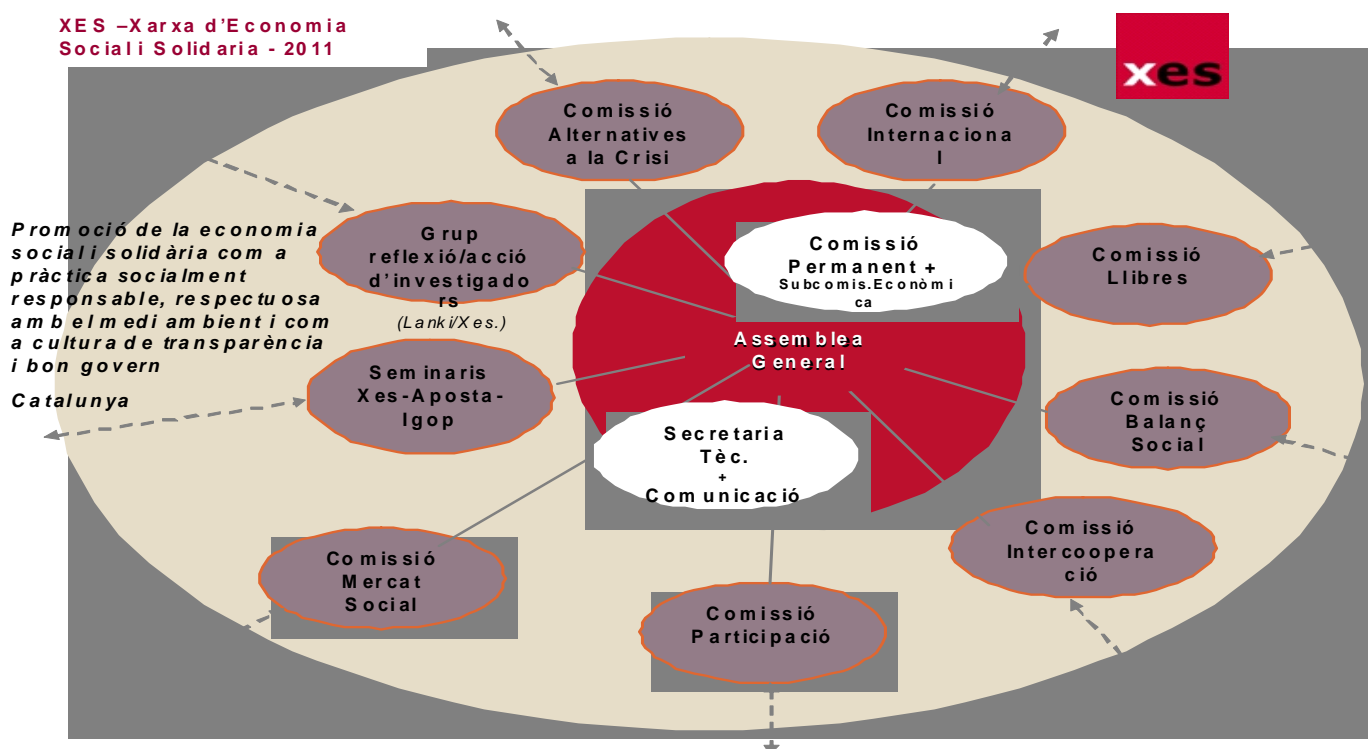 XES –Xarxa d'Economia
Social i Solidaria - 2011
xes
Comissió
Alternatives
a la Crisi
Comissió
Internaciona
l
Promoció de la economia
social i solidària com a
pràctica socialment
responsable, respectuosa
amb el medi ambient i com
a cultura de transparència
i bon govern
Catalunya
Grup
reflexió/acció
d'investigado
rs
(Lanki/Xes.)
Comissió
Permanent +
Subcomis.Econòmi
ca
Comissió
Llibres
Assemblea
General
Seminaris
Xes-Aposta-
Igop
Comissió
Balanç
Social
Secretaria
Tèc.
+
Comunicació
Comissió
Intercoopera
ció
Comissió
Mercat
Social
Comissió
Participació